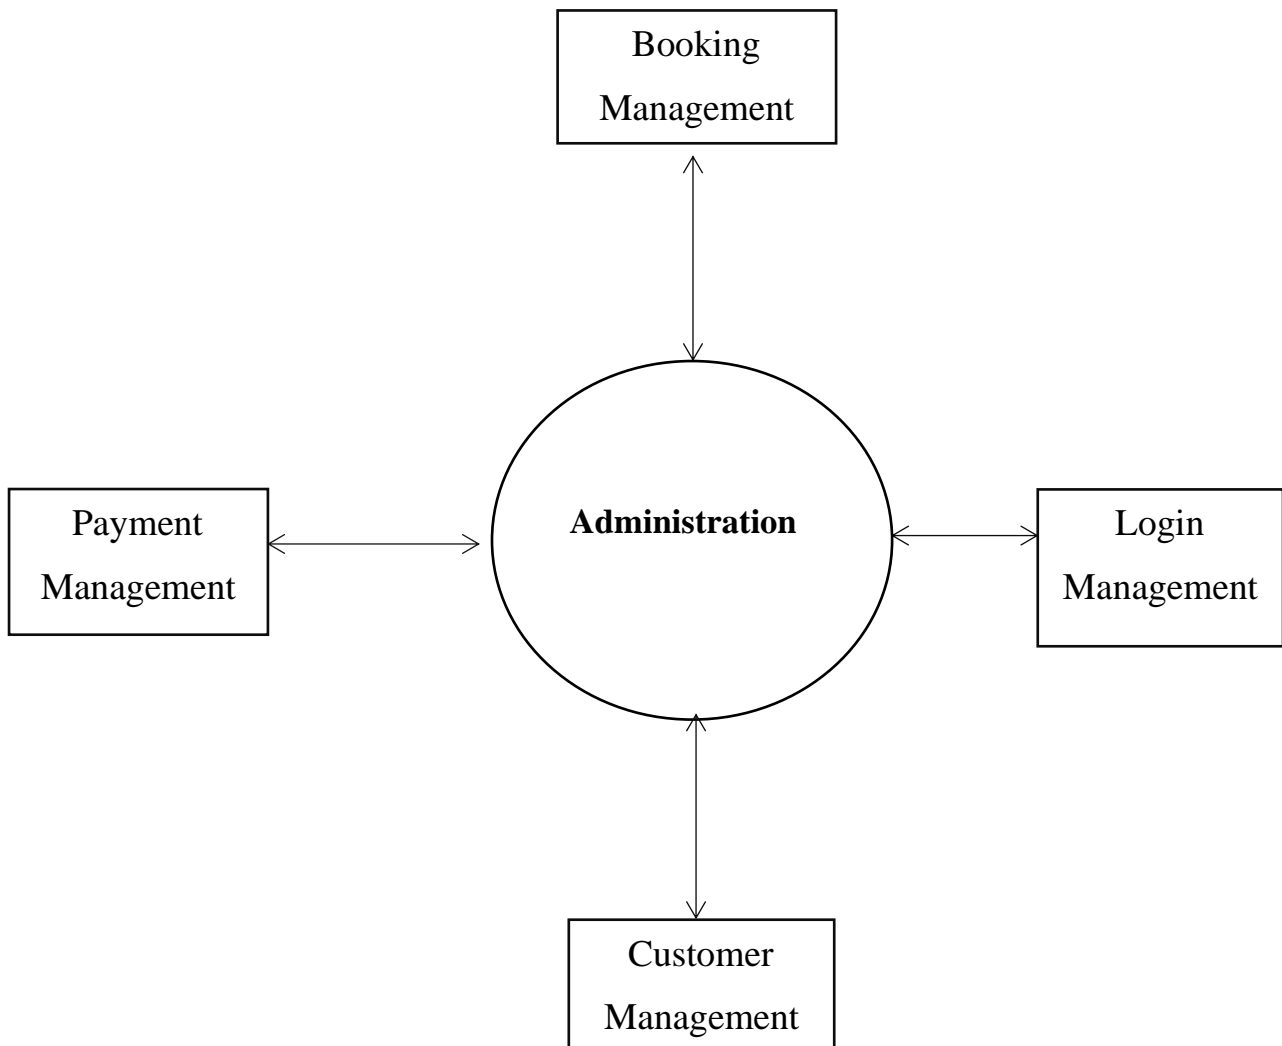 Booking
Management
Payment
Management
Administration
Login
Management
Customer
Management